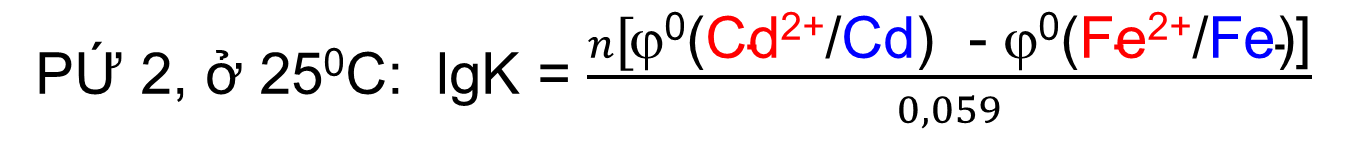 PỨ 2, ở 25⁰C: lgK = n[φ⁰(Cd²⁺/Cd) - φ⁰(Fe²⁺/Fe)]
0,059